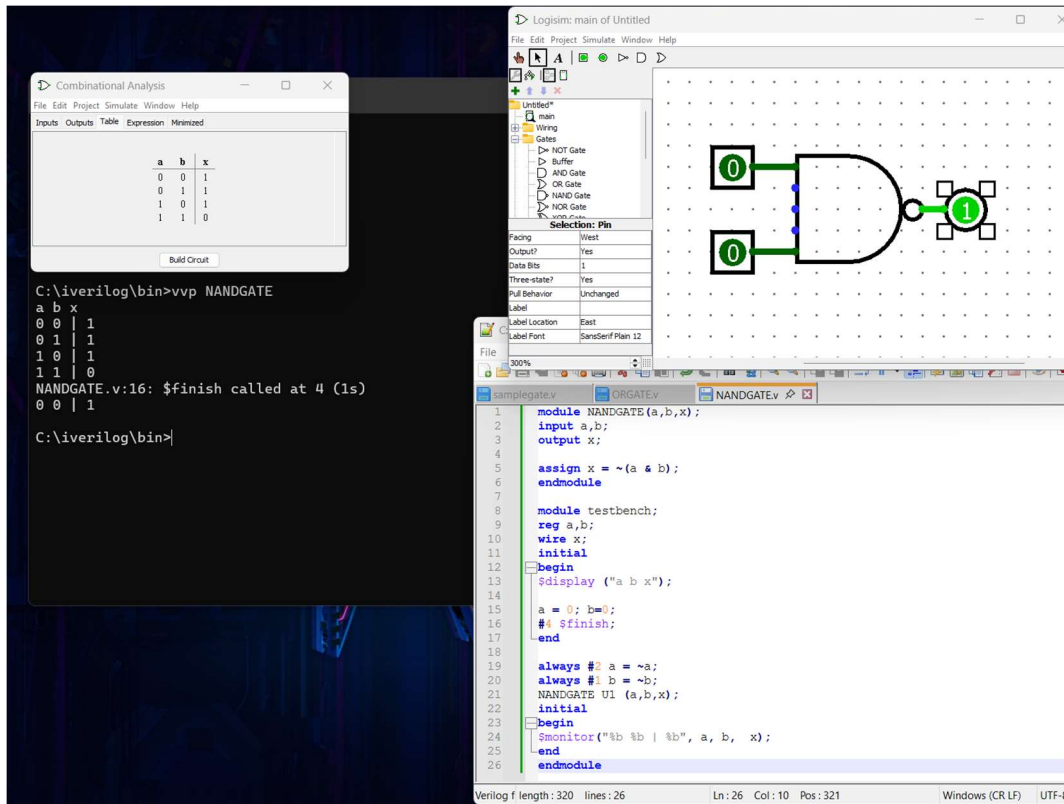 Combinational Analysis
File Edit Project Simulate Window Help
Inputs Outputs Table Expression Minimized
a b x
0 0 1
0 1 1
1 0 1
1 1 0
Build Circuit
C:\iverilog\bin>vvp NANDGATE
a b x
0 0 | 1
0 1 | 1
1 0 | 1
1 1 | 0
NANDGATE.v:16: $finish called at 4 (1s)
0 0 | 1
C:\iverilog\bin>
Logisim: main of Untitled
File Edit Project Simulate Window Help
A
Untitled*
main
Wiring
Gates
NOT Gate
Buffer
AND Gate
OR Gate
NAND Gate
NOR Gate
XOR Gate
Selection: Pin
Facing West
Output? Yes
Data Bits 1
Three-state? Yes
Pull Behavior Unchanged
Label
Label Location East
Label Font SansSerif Plain 12
300%
0
0
1
File
samplegate.v ORGATE.v NANDGATE.v
1 module NANDGATE(a,b,x);
2 input a,b;
3 output x;
4
5 assign x = ~(a & b);
6 endmodule
7
8 module testbench;
9 reg a,b;
10 wire x;
11 initial
12 begin
13 $display ("a b x");
14
15 a = 0; b=0;
16 #4 $finish;
17 end
18
19 always #2 a = ~a;
20 always #1 b = ~b;
21 NANDGATE U1 (a,b,x);
22 initial
23 begin
24 $monitor("%b %b | %b", a, b, x);
25 end
26 endmodule
Verilog f length : 320 lines : 26 Ln : 26 Col : 10 Pos : 321 Windows (CR LF)